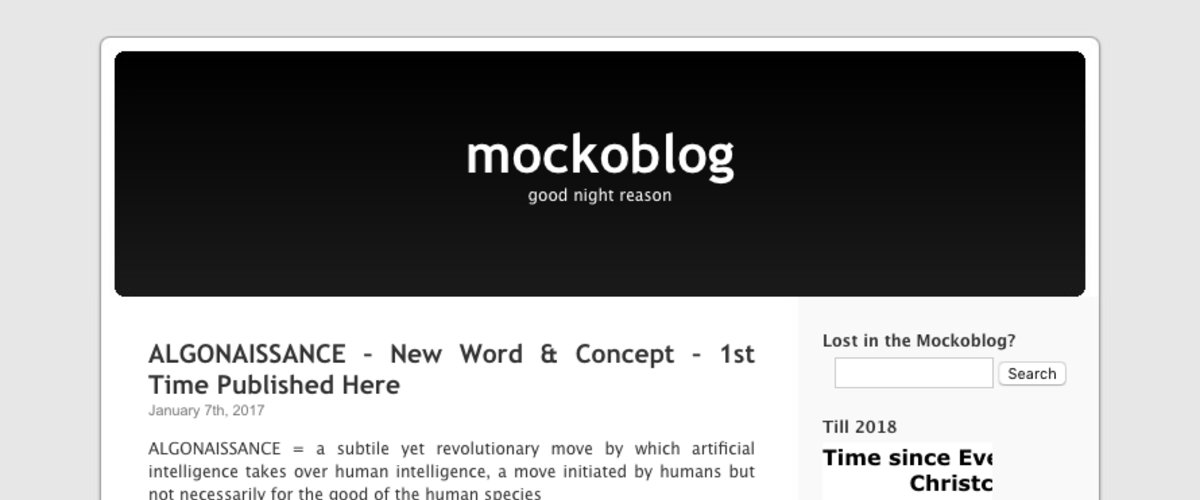 mockoblog
good night reason
ALGONAISSANCE – New Word & Concept – 1st
Time Published Here
January 7th, 2017
ALGONAISSANCE = a subtile yet revolutionary move by which artificial
intelligence takes over human intelligence, a move initiated by humans but
not necessarily for the good of the human species
Lost in the Mockoblog?
Search
Till 2018
Time since